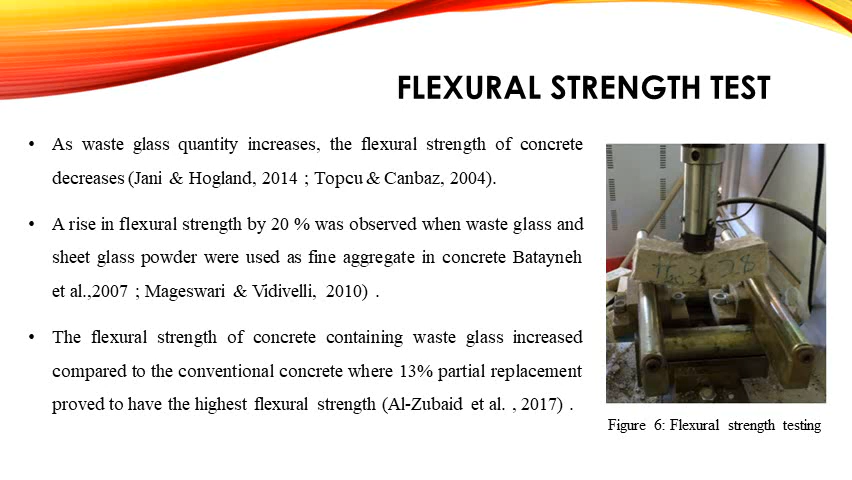 FLEXURAL STRENGTH TEST
• As waste glass quantity increases, the flexural strength of concrete
decreases (Jani & Hogland, 2014 ; Topcu & Canbaz, 2004).
• A rise in flexural strength by 20 % was observed when waste glass and
sheet glass powder were used as fine aggregate in concrete Batayneh
et al.,2007 ; Mageswari & Vidivelli, 2010) .
• The flexural strength of concrete containing waste glass increased
compared to the conventional concrete where 13% partial replacement
proved to have the highest flexural strength (Al-Zubaid et al. , 2017) .
Figure 6: Flexural strength testing